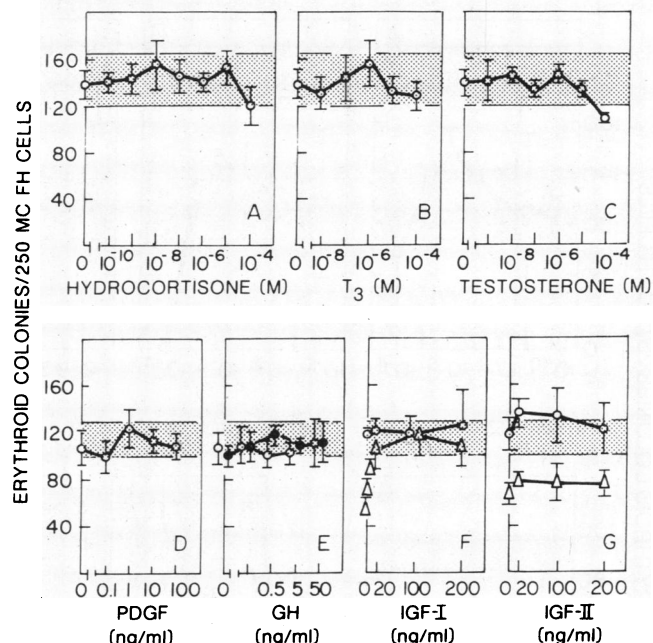 ERYTHROID COLONIES/250 MC FH CELLS
160
120
80
40
A
B
C
0 10⁻¹⁰ 10⁻⁸ 10⁻⁶ 10⁻⁴
0 10⁻⁸ 10⁻⁶ 10⁻⁴
0 10⁻⁸ 10⁻⁶ 10⁻⁴
HYDROCORTISONE (M)
T₃ (M)
TESTOSTERONE (M)
160
120
80
40
D
E
F
G
0 0.1 10 100
0 0.5 5 50
0 20 100 200
0 20 100 200
PDGF
GH
IGF-I
IGF-II
(ng/ml)
(ng/ml)
(ng/ml)
(ng/ml)